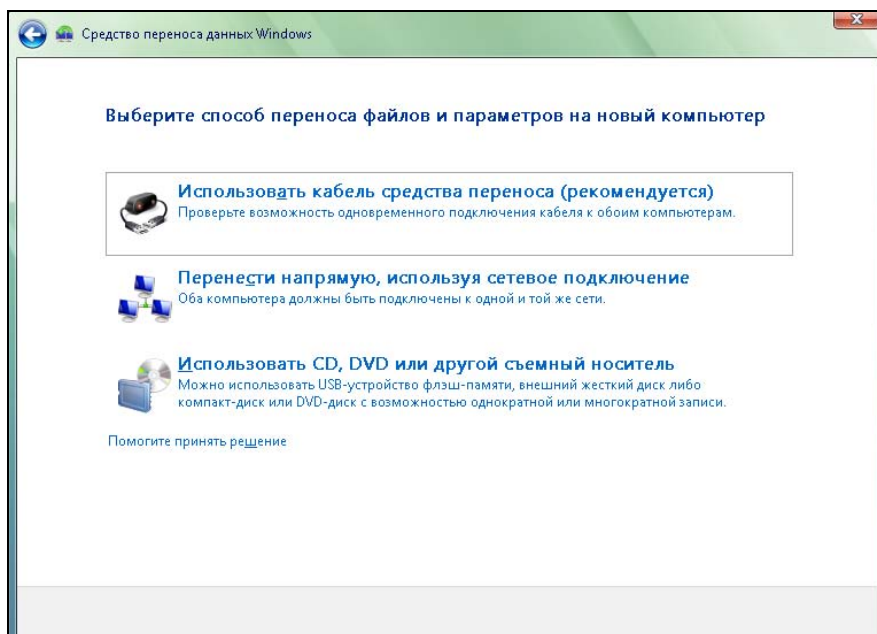 Средство переноса данных Windows
Выберите способ переноса файлов и параметров на новый компьютер
Использовать кабель средства переноса (рекомендуется)
Проверьте возможность одновременного подключения кабеля к обоим компьютерам.
Перенести напрямую, используя сетевое подключение
Оба компьютера должны быть подключены к одной и той же сети.
Использовать CD, DVD или другой съемный носитель
Можно использовать USB-устройство флэш-памяти, внешний жесткий диск либо
компакт-диск или DVD-диск с возможностью однократной или многократной записи.
Помогите принять решение